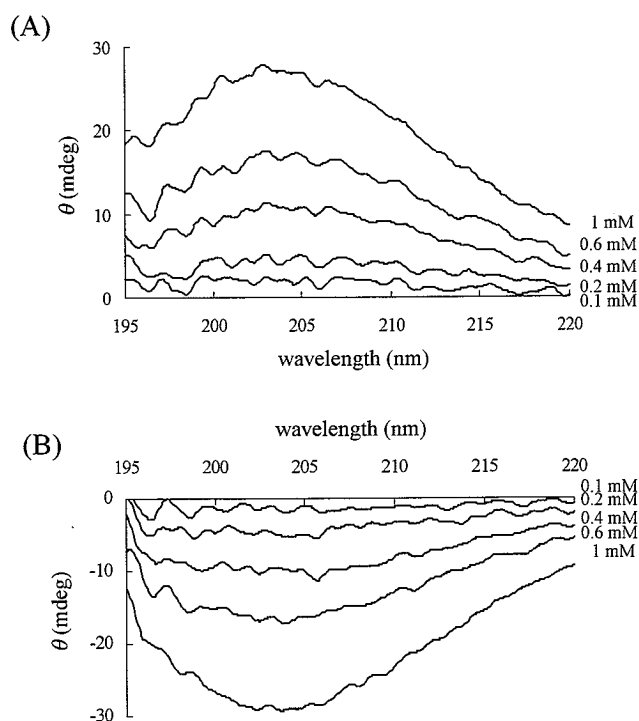 (A)
30
20
10
0
θ (mdeg)
1 mM
0.6 mM
0.4 mM
0.2 mM
0.1 mM
195 200 205 210 215 220
wavelength (nm)
(B)
wavelength (nm)
195 200 205 210 215 220
0
-10
-20
-30
θ (mdeg)
0.1 mM
0.2 mM
0.4 mM
0.6 mM
1 mM